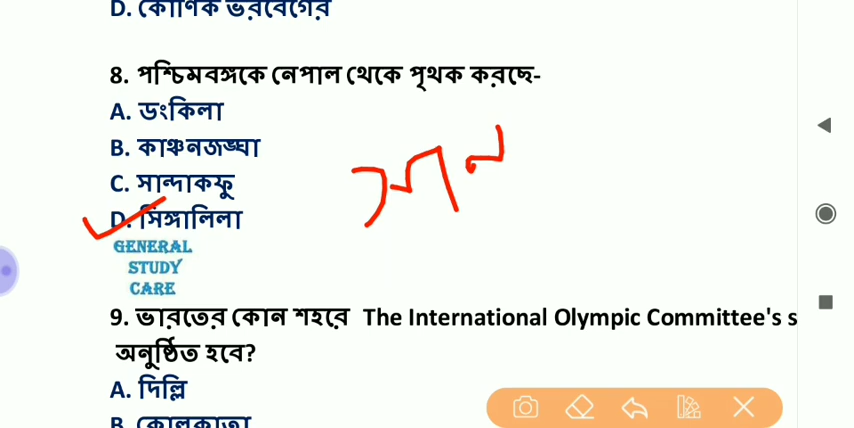 D. কৌণিক ভরবেগের
8. পশ্চিমবঙ্গকে নেপাল থেকে পৃথক করছে-
A. ডংকিলা
B. কাঞ্চনজঙ্ঘা
C. সান্দাকফু
D. সিঙ্গালিলা
GENERAL
STUDY
CARE
9. ভারতের কোন শহরে The International Olympic Committee's s
অনুষ্ঠিত হবে?
A. দিল্লি
B. কোলকাতা